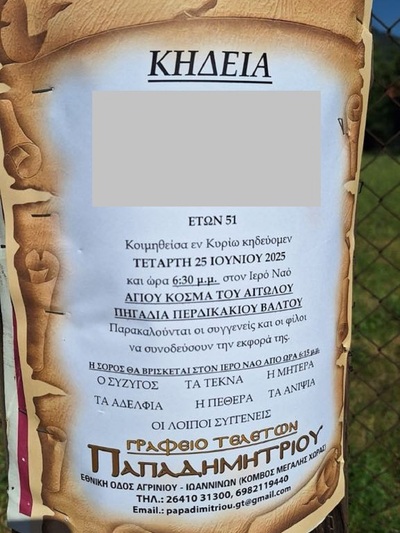 ΚΗΔΕΙΑ
ΕΤΩΝ 51
Κοιμηθείσα εν Κυρίω κηδεύομεν
ΤΕΤΑΡΤΗ 25 ΙΟΥΝΙΟΥ 2025
και ώρα 6:30 μ.μ. στον Ιερό Ναό
ΑΓΙΟΥ ΚΟΣΜΑ ΤΟΥ ΑΙΤΩΛΟΥ
ΠΗΓΑΔΙΑ ΠΕΡΔΙΚΑΚΙΟΥ ΒΑΛΤΟΥ
Παρακαλούνται οι συγγενείς και οι φίλοι
να συνοδεύσουν την εκφορά της.
Η ΣΟΡΟΣ ΘΑ ΒΡΙΣΚΕΤΑΙ ΣΤΟΝ ΙΕΡΟ ΝΑΟ ΑΠΟ ΩΡΑ 6:15 μ.μ.
Ο ΣΥΖΥΓΟΣ ΤΑ ΤΕΚΝΑ Η ΜΗΤΕΡΑ
ΤΑ ΑΔΕΛΦΙΑ Η ΠΕΘΕΡΑ ΤΑ ΑΝΙΨΙΑ
ΟΙ ΛΟΙΠΟΙ ΣΥΓΓΕΝΕΙΣ
ΓΡΑΦΕΙΟ ΤΕΛΕΤΩΝ
ΠΑΠΑΔΗΜΗΤΡΙΟΥ
ΕΘΝΙΚΗ ΟΔΟΣ ΑΓΡΙΝΙΟΥ - ΙΩΑΝΝΙΝΩΝ (ΚΟΜΒΟΣ ΜΕΓΑΛΗΣ ΧΩΡΑΣ)
ΤΗΛ.: 26410 31300, 6982119440
Email.: papadimitriou.gt@gmail.com